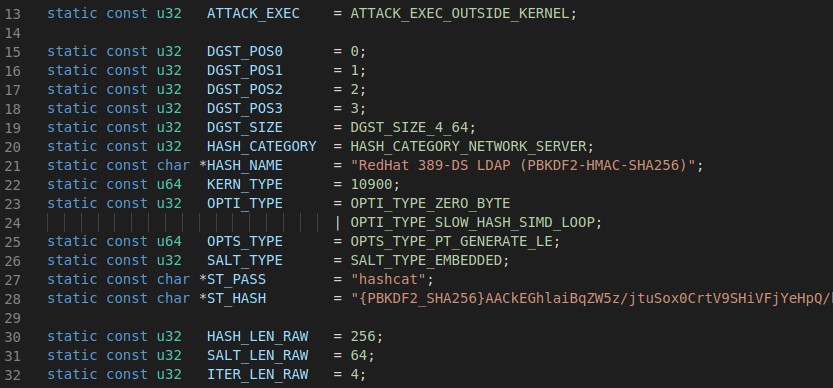 13 static const u32   ATTACK_EXEC    = ATTACK_EXEC_OUTSIDE_KERNEL;
14
15 static const u32   DGST_POS0      = 0;
16 static const u32   DGST_POS1      = 1;
17 static const u32   DGST_POS2      = 2;
18 static const u32   DGST_POS3      = 3;
19 static const u32   DGST_SIZE      = DGST_SIZE_4_64;
20 static const u32   HASH_CATEGORY  = HASH_CATEGORY_NETWORK_SERVER;
21 static const char *HASH_NAME      = "RedHat 389-DS LDAP (PBKDF2-HMAC-SHA256)";
22 static const u64   KERN_TYPE      = 10900;
23 static const u32   OPTI_TYPE      = OPTI_TYPE_ZERO_BYTE
24                                   | OPTI_TYPE_SLOW_HASH_SIMD_LOOP;
25 static const u64   OPTS_TYPE      = OPTS_TYPE_PT_GENERATE_LE;
26 static const u32   SALT_TYPE      = SALT_TYPE_EMBEDDED;
27 static const char *ST_PASS        = "hashcat";
28 static const char *ST_HASH        = "{PBKDF2_SHA256}AACkEGhlaiBqZW5z/jtuSox0CrtV9SHiVFjYeHpQ/
29
30 static const u32   HASH_LEN_RAW   = 256;
31 static const u32   SALT_LEN_RAW   = 64;
32 static const u32   ITER_LEN_RAW   = 4;